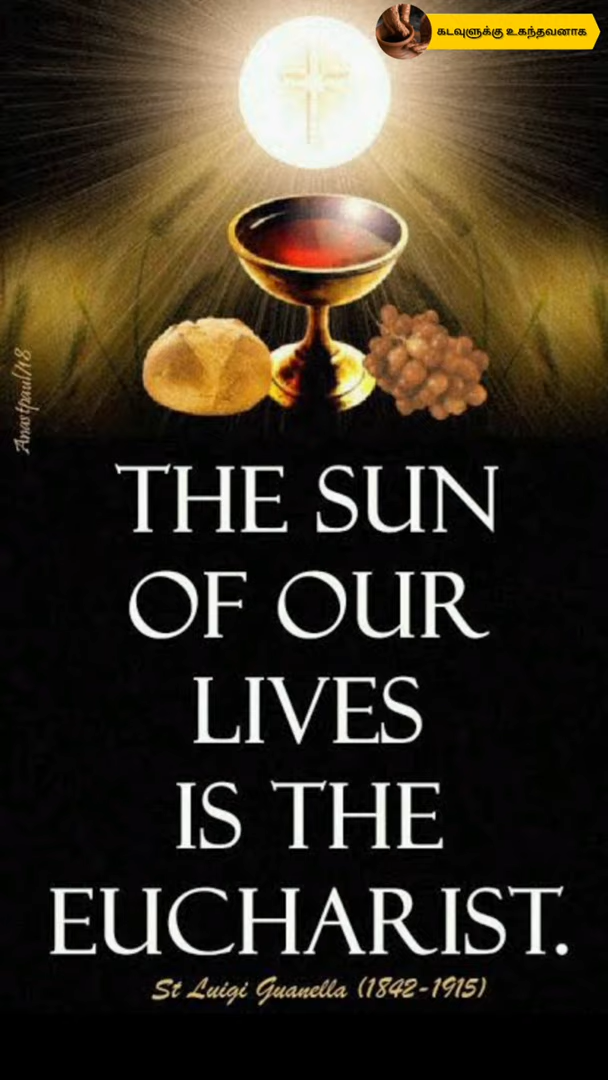 கடவுளுக்கு உகந்தவனாக
Anastpaul/18
THE SUN
OF OUR
LIVES
IS THE
EUCHARIST.
St Luigi Guanella (1842-1915)